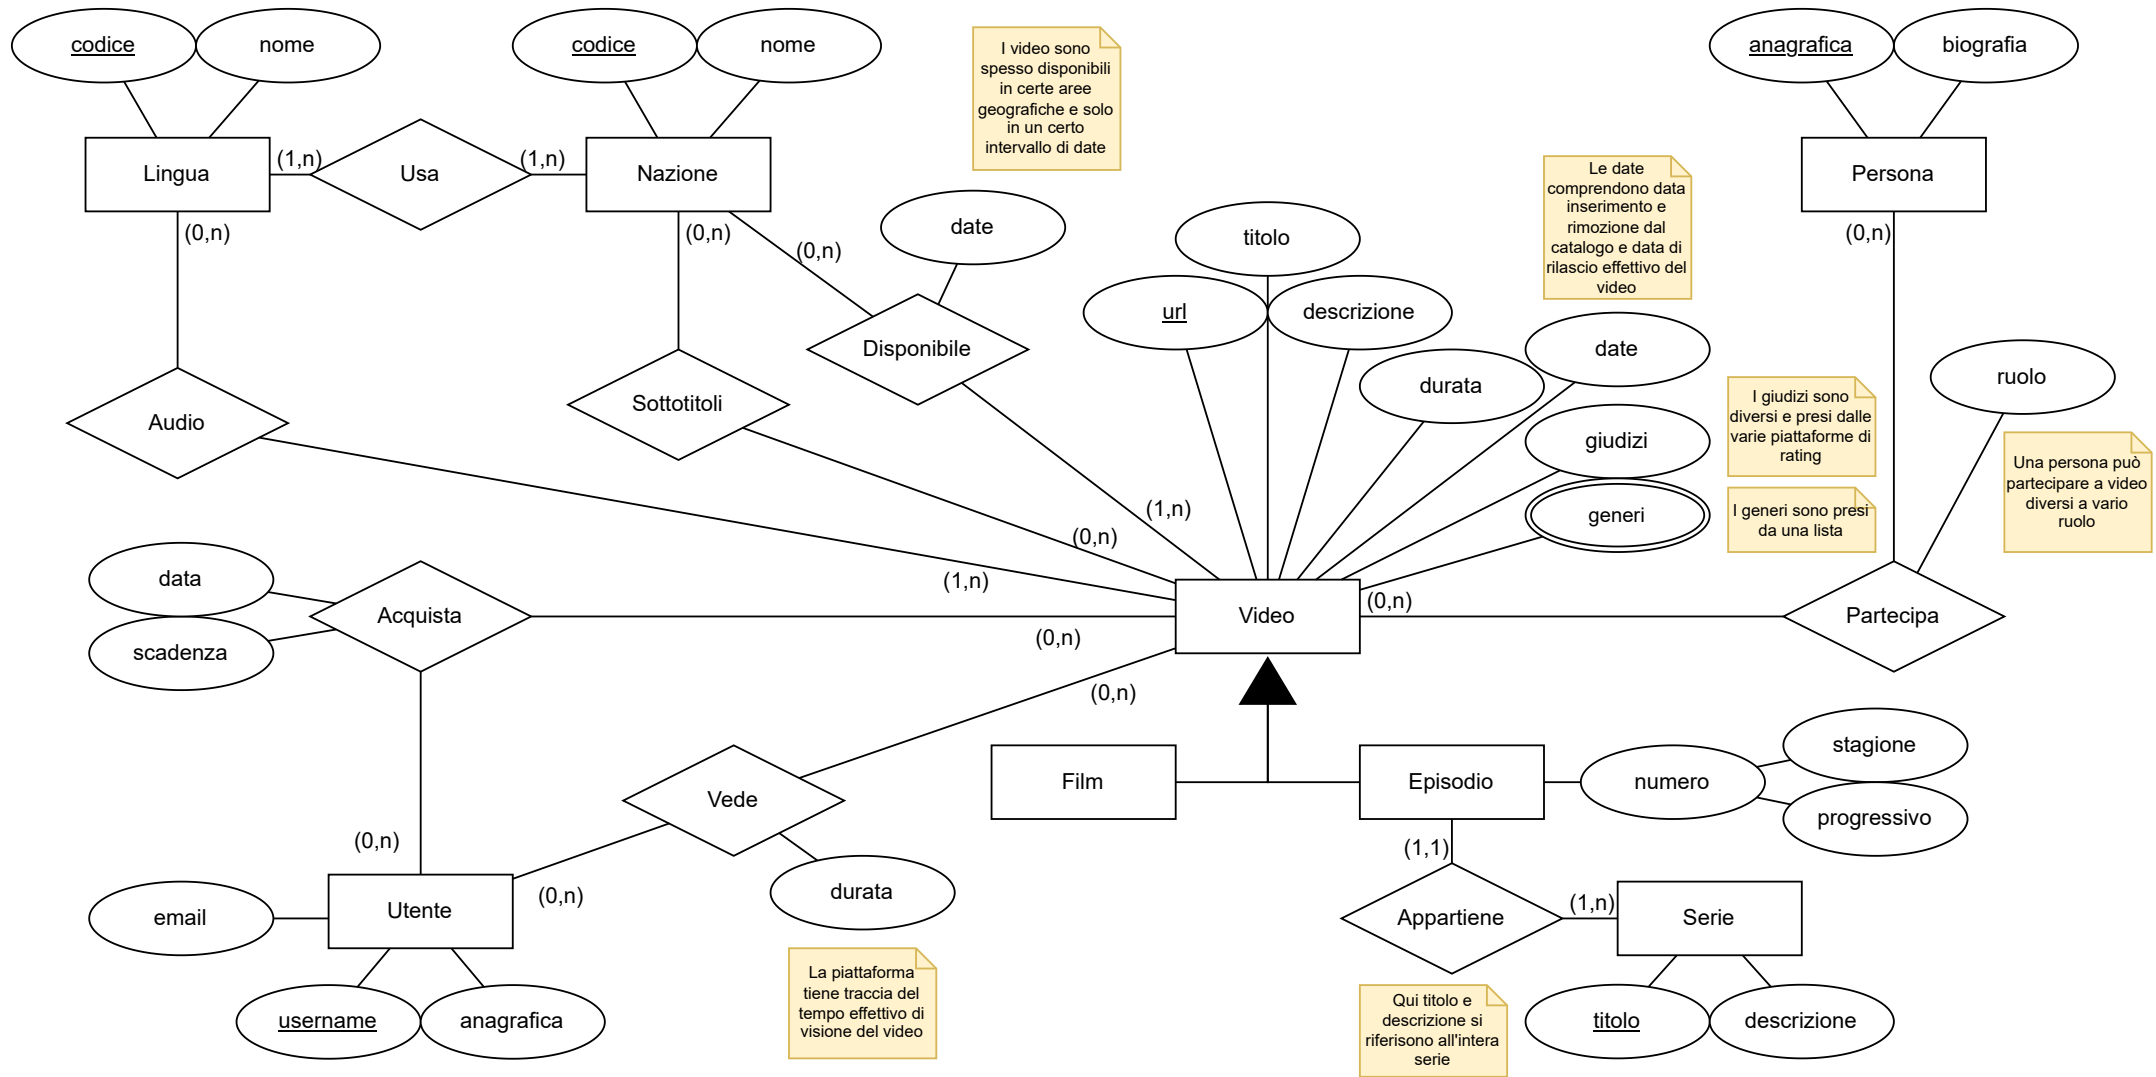 codice
nome
codice
nome
I video sono
spesso disponibili
in certe aree
geografiche e solo
in un certo
intervallo di date
anagrafica
biografia
Lingua
(1,n)
Usa
(1,n)
Nazione
Le date
comprendono data
inserimento e
rimozione dal
catalogo e data di
rilascio effettivo del
video
Persona
(0,n)
(0,n)
(0,n)
date
titolo
(0,n)
url
descrizione
date
Disponibile
durata
ruolo
Audio
Sottotitoli
giudizi
I giudizi sono
diversi e presi dalle
varie piattaforme di
rating
Una persona può
partecipare a video
diversi a vario
ruolo
generi
I generi sono presi
da una lista
(1,n)
(0,n)
(1,n)
data
scadenza
Acquista
(0,n)
Video
(0,n)
Partecipa
(0,n)
Film
Episodio
numero
stagione
progressivo
Vede
(0,n)
(0,n)
durata
(1,1)
email
Utente
Appartiene
(1,n)
Serie
username
anagrafica
La piattaforma
tiene traccia del
tempo effettivo di
visione del video
Qui titolo e
descrizione si
riferisono all'intera
serie
titolo
descrizione